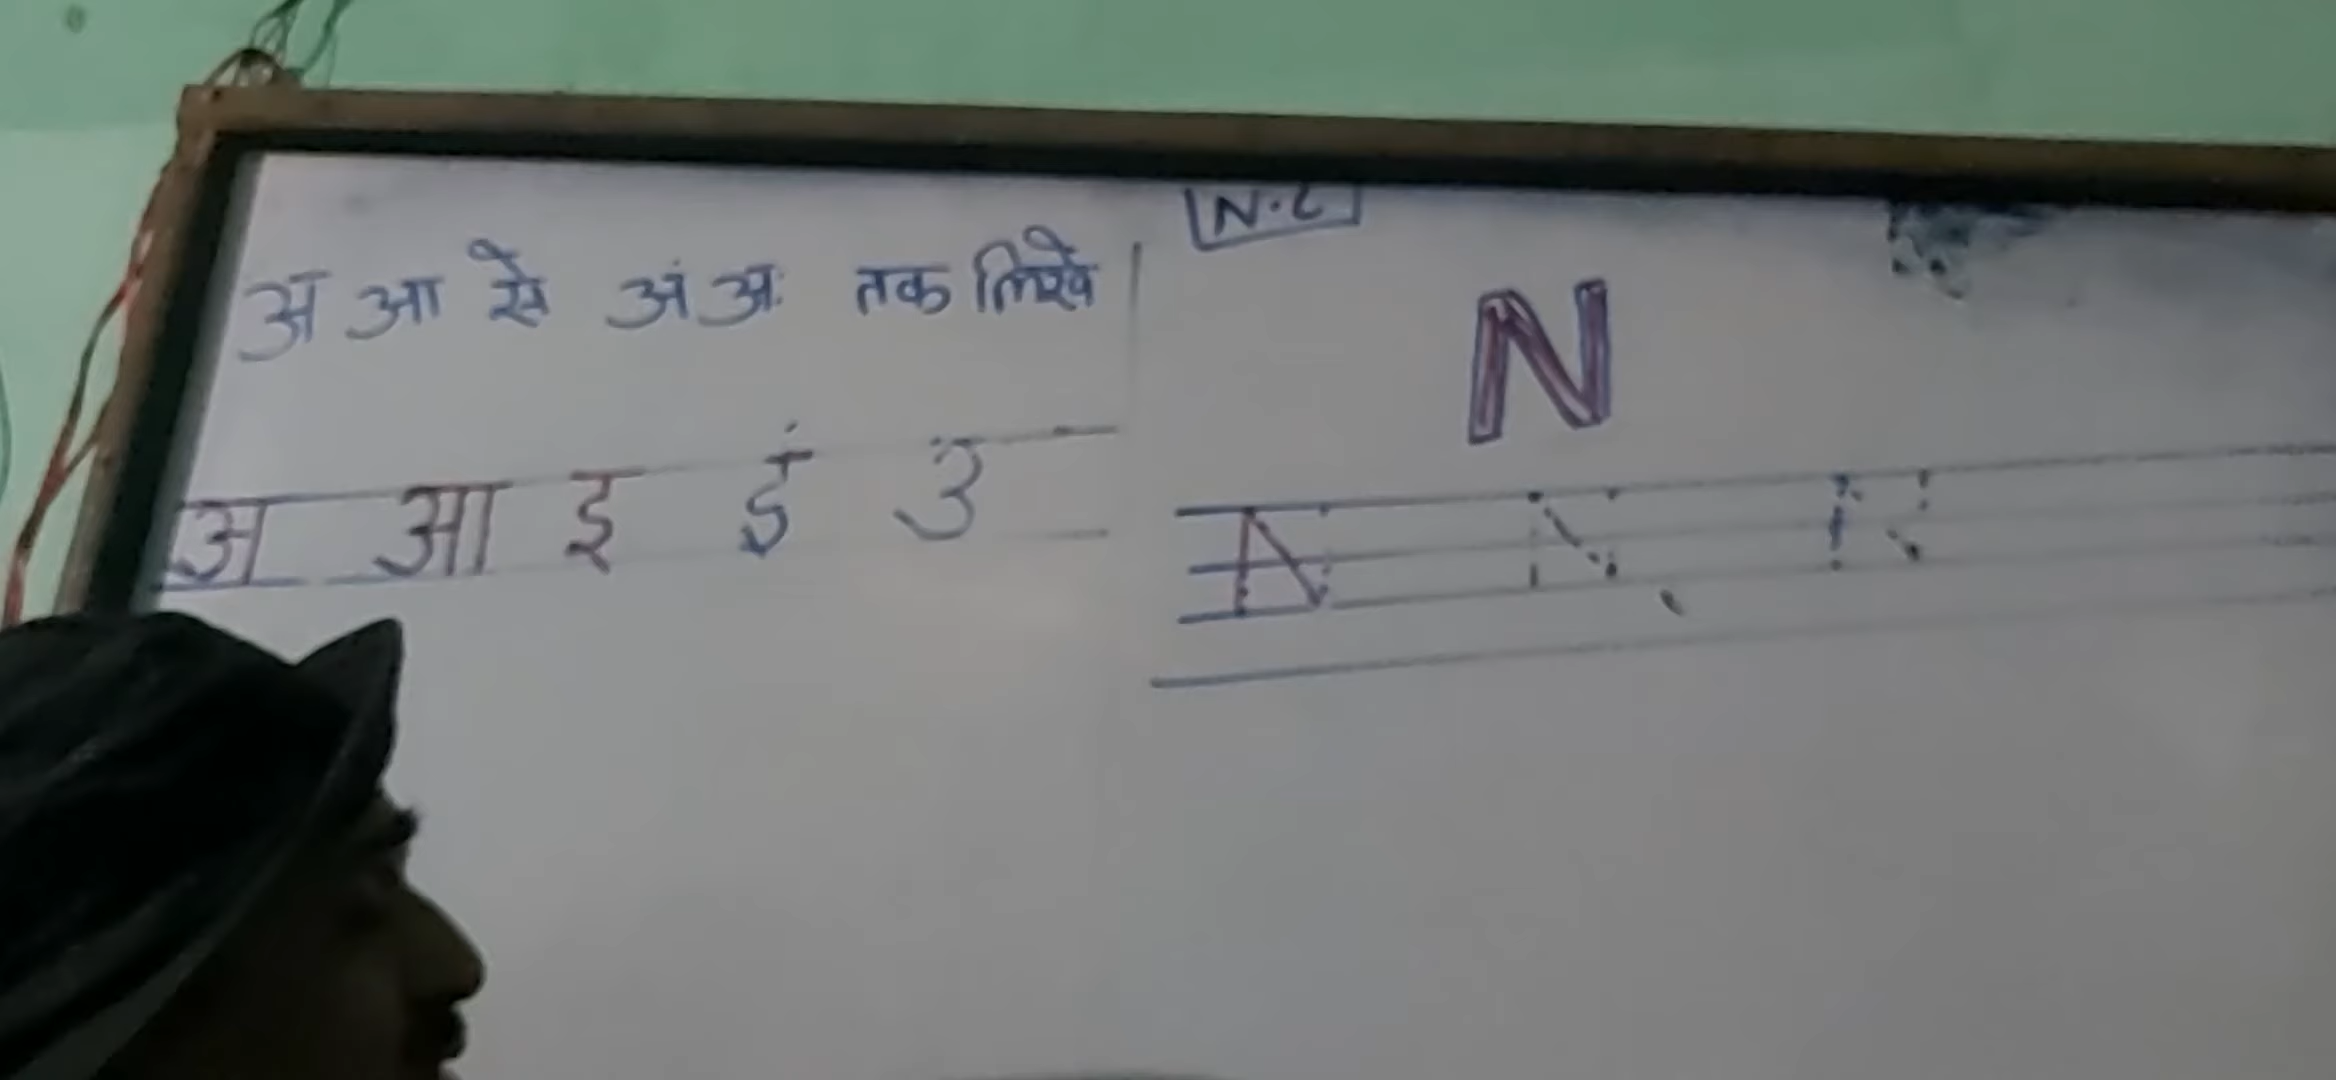 अ आ से अं अः तक लिखे
अ आ इ ई उ
N.C
N
N N N